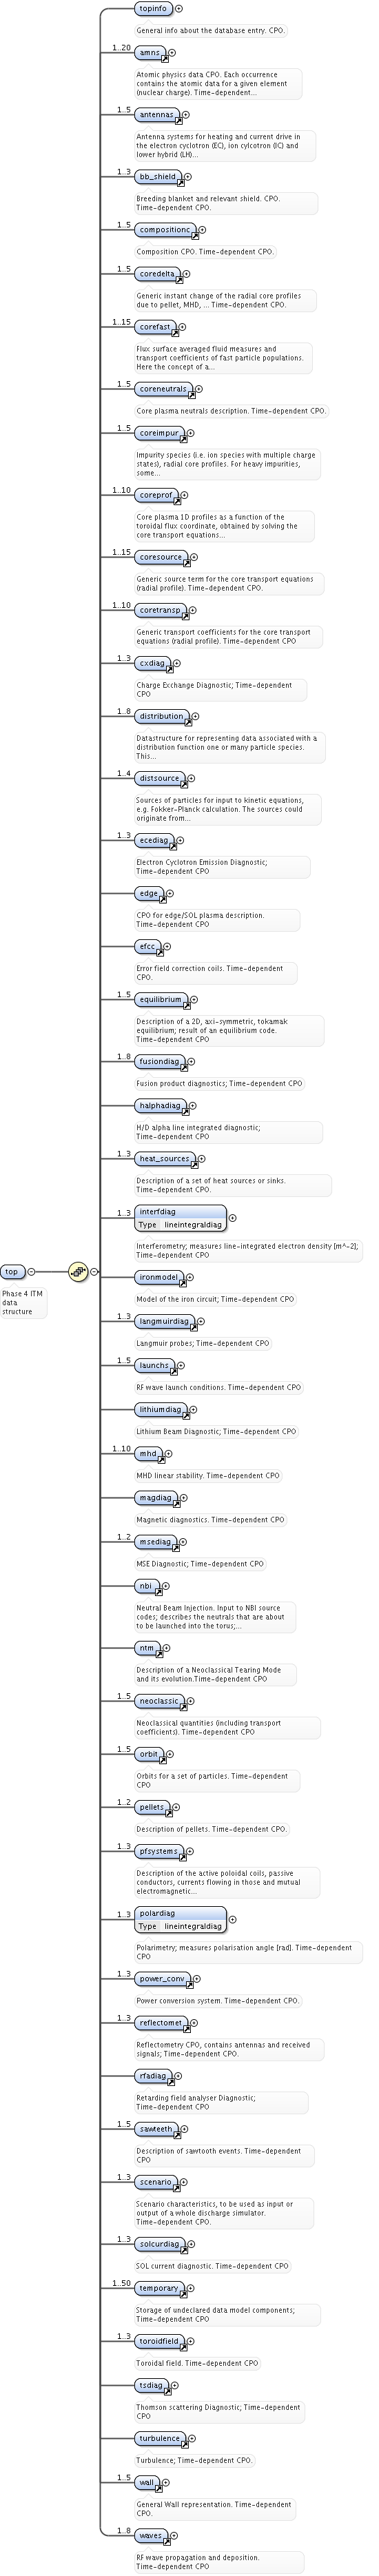 topinfo
General info about the database entry. CPO.
1..20
amns
Atomic physics data CPO. Each occurrence
contains the atomic data for a given element
(nuclear charge). Time-dependent...
1..5
antennas
Antenna systems for heating and current drive in
the electron cyclotron (EC), ion cylcotron (IC) and
lower hybrid (LH)...
1..3
bb_shield
Breeding blanket and relevant shield. CPO.
Time-dependent CPO.
1..5
compositionc
Composition CPO. Time-dependent CPO.
1..5
coredelta
Generic instant change of the radial core profiles
due to pellet, MHD, ... Time-dependent CPO.
1..15
corefast
Flux surface averaged fluid measures and
transport coefficients of fast particle populations.
Here the concept of a...
1..5
coreneutrals
Core plasma neutrals description. Time-dependent CPO.
1..5
coreimpur
Impurity species (i.e. ion species with multiple charge
states), radial core profiles. For heavy impurities,
some...
1..10
coreprof
Core plasma 1D profiles as a function of the
toroidal flux coordinate, obtained by solving the
core transport equations...
1..15
coresource
Generic source term for the core transport equations
(radial profile). Time-dependent CPO.
1..10
coretransp
Generic transport coefficients for the core transport
equations (radial profile). Time-dependent CPO.
1..3
cxdiag
Charge Exchange Diagnostic; Time-dependent
CPO
1..8
distribution
Datastructure for representing data associated with a
distribution function one or many particle species.
This...
1..4
distsource
Sources of particles for input to kinetic equations,
e.g. Fokker-Planck calculation. The sources could
originate from...
1..3
ecediag
Electron Cyclotron Emission Diagnostic;
Time-dependent CPO
edge
CPO for edge/SOL plasma description.
Time-dependent CPO
efcc
Error field correction coils. Time-dependent
CPO.
1..5
equilibrium
Description of a 2D, axi-symmetric, tokamak
equilibrium; result of an equilibrium code.
Time-dependent CPO
1..8
fusiondiag
Fusion product diagnostics; Time-dependent CPO
halphadiag
H/D alpha line integrated diagnostic;
Time-dependent CPO
1..3
heat_sources
Description of a set of heat sources or sinks.
Time-dependent CPO.
1..3
interfdiag
Type lineintegraldiag
Interferometry; measures line-integrated electron density [m^-2];
Time-dependent CPO
top
Phase 4 ITM
data
structure
ironmodel
Model of the iron circuit; Time-dependent CPO
1..3
langmuirdiag
Langmuir probes; Time-dependent CPO
1..5
launchs
RF wave launch conditions. Time-dependent CPO
lithiumdiag
Lithium Beam Diagnostic; Time-dependent CPO
1..10
mhd
MHD linear stability. Time-dependent CPO
magdiag
Magnetic diagnostics. Time-dependent CPO
1..2
msediag
MSE Diagnostic; Time-dependent CPO
nbi
Neutral Beam Injection. Input to NBI source
codes; describes the neutrals that are about
to be launched into the torus;...
ntm
Description of a Neoclassical Tearing Mode
and its evolution.Time-dependent CPO
1..5
neoclassic
Neoclassical quantities (including transport
coefficients). Time-dependent CPO
1..5
orbit
Orbits for a set of particles. Time-dependent
CPO
1..2
pellets
Description of pellets. Time-dependent CPO.
1..3
pfsystems
Description of the active poloidal coils, passive
conductors, currents flowing in those and mutual
electromagnetic...
1..3
polardiag
Type lineintegraldiag
Polarimetry; measures polarisation angle [rad]. Time-dependent
CPO
1..3
power_conv
Power conversion system. Time-dependent CPO.
1..3
reflectomet
Reflectometry CPO, contains antennas and received
signals; Time-dependent CPO.
rfadiag
Retarding field analyser Diagnostic;
Time-dependent CPO
1..5
sawteeth
Description of sawtooth events. Time-dependent
CPO
1..3
scenario
Scenario characteristics, to be used as input or
output of a whole discharge simulator.
Time-dependent CPO.
1..3
solcurdiag
SOL current diagnostic. Time-dependent CPO
1..50
temporary
Storage of undeclared data model components;
Time-dependent CPO
1..3
toroidfield
Toroidal field. Time-dependent CPO
tsdiag
Thomson scattering Diagnostic; Time-dependent
CPO
turbulence
Turbulence; Time-dependent CPO.
1..5
wall
General Wall representation. Time-dependent
CPO.
1..8
waves
RF wave propagation and deposition.
Time-dependent CPO